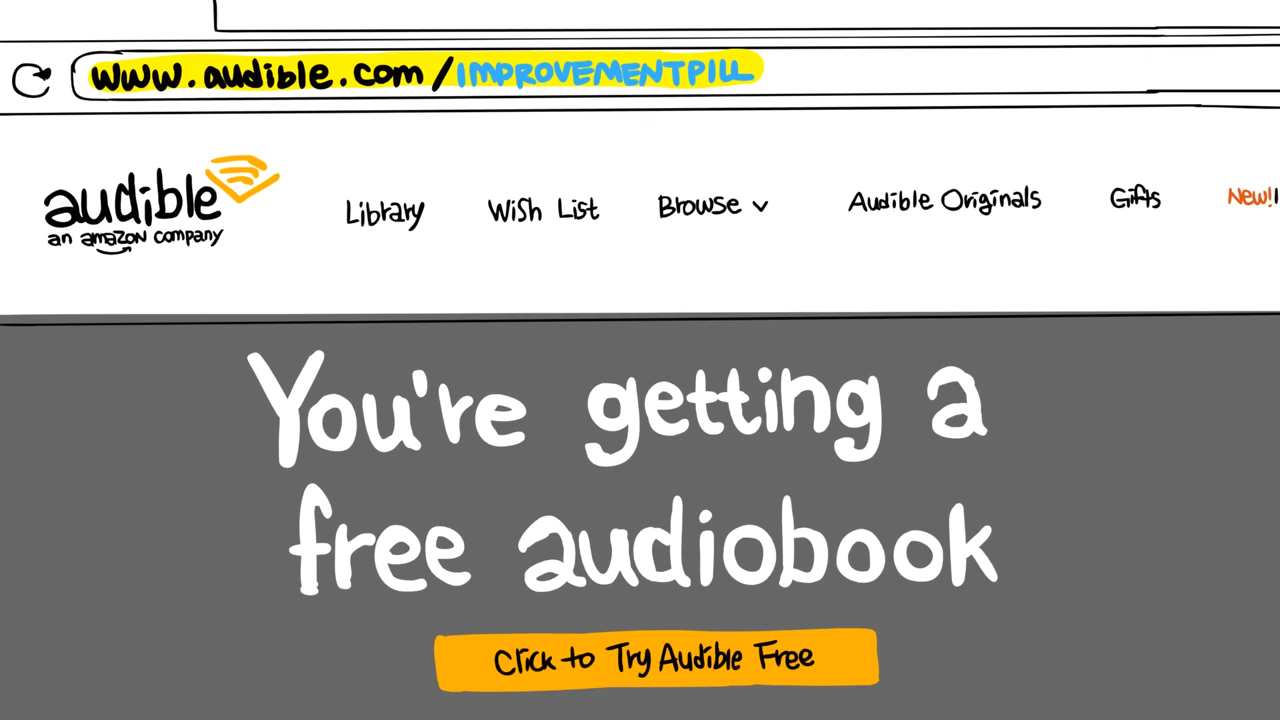 www.audible.com/IMPROVEMENTPILL
audible
an amazon company
Library
Wish List
Browse
Audible Originals
Gifts
New!
You're getting a
free audiobook
Click to Try Audible Free